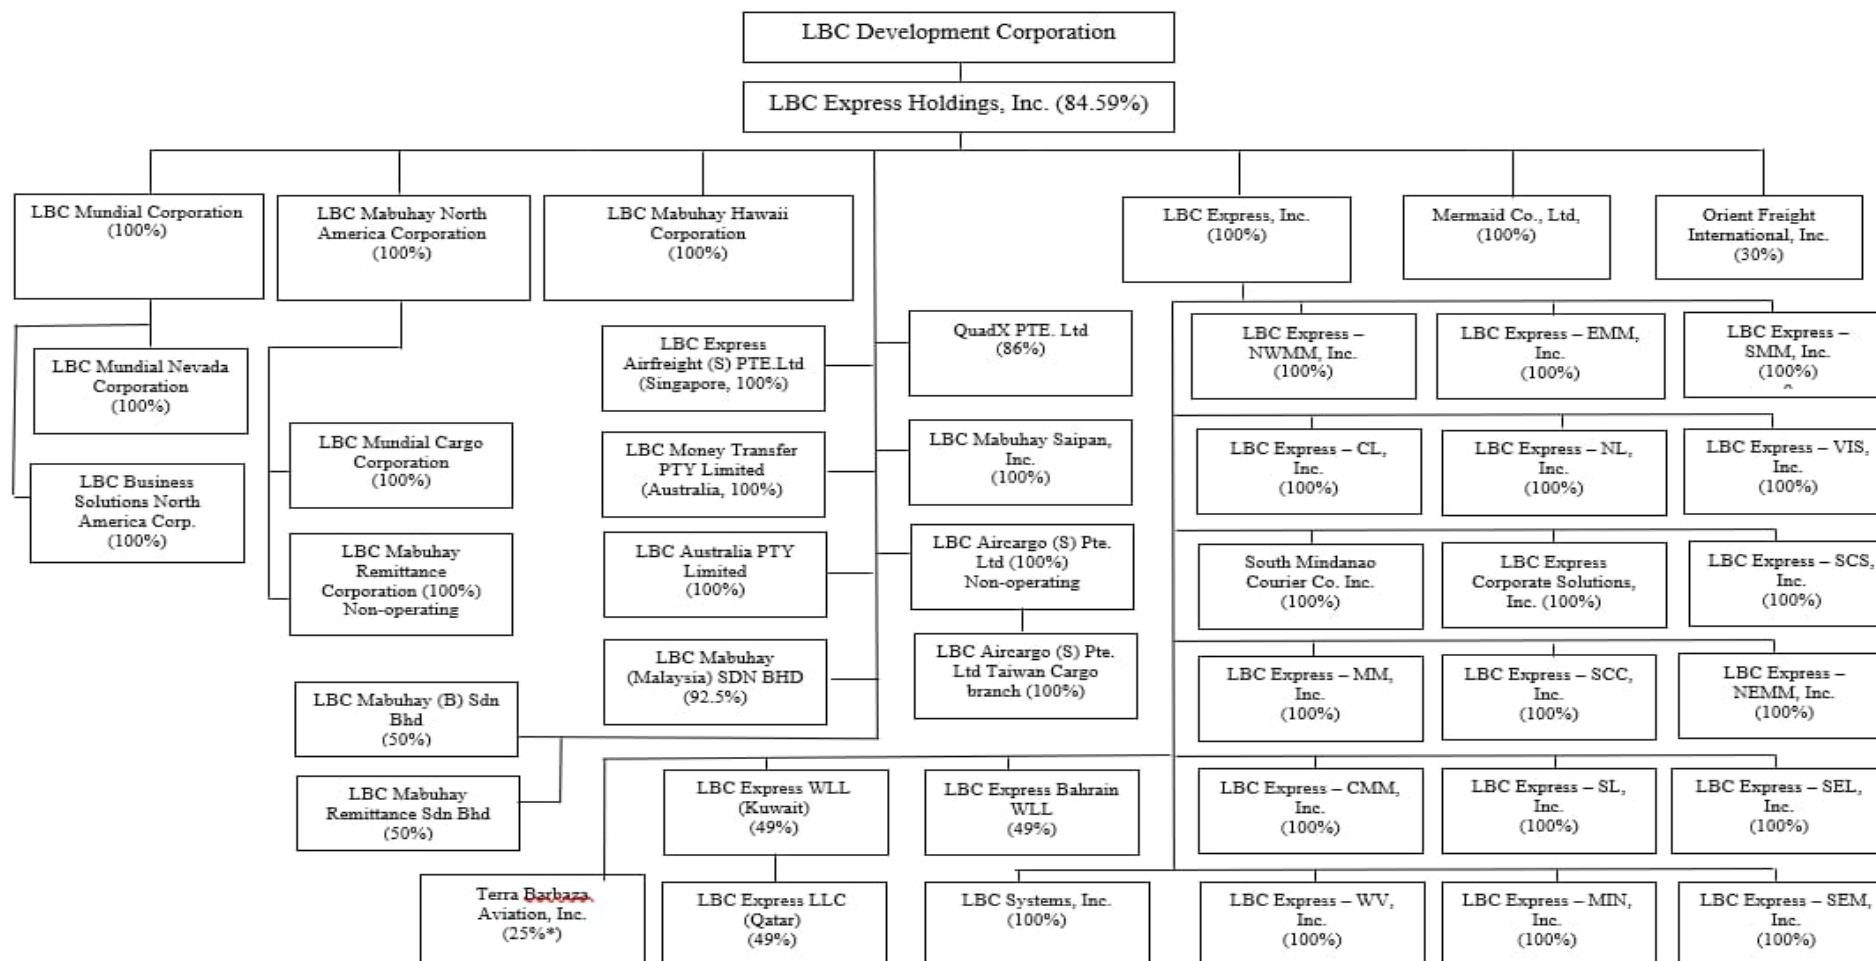 LBC Development Corporation
LBC Express Holdings, Inc. (84.59%)
LBC Mundial Corporation
(100%)
LBC Mabuhay North
America Corporation
(100%)
LBC Mabuhay Hawaii
Corporation
(100%)
LBC Express, Inc.
(100%)
Mermaid Co., Ltd,
(100%)
Orient Freight
International, Inc.
(30%)
LBC Mundial Nevada
Corporation
(100%)
LBC Business
Solutions North
America Corp.
(100%)
LBC Mundial Cargo
Corporation
(100%)
LBC Mabuhay
Remittance
Corporation (100%)
Non-operating
LBC Express
Airfreight (S) PTE.Ltd
(Singapore, 100%)
LBC Money Transfer
PTY Limited
(Australia, 100%)
LBC Australia PTY
Limited
(100%)
LBC Mabuhay
(Malaysia) SDN BHD
(92.5%)
QuadX PTE. Ltd
(86%)
LBC Mabuhay Saipan,
Inc.
(100%)
LBC Aircargo (S) Pte.
Ltd (100%)
Non-operating
LBC Aircargo (S) Pte.
Ltd Taiwan Cargo
branch (100%)
LBC Mabuhay (B) Sdn
Bhd
(50%)
LBC Mabuhay
Remittance Sdn Bhd
(50%)
LBC Express –
NWMM, Inc.
(100%)
LBC Express – EMM,
Inc.
(100%)
LBC Express –
SMM, Inc.
(100%)
LBC Express – CL,
Inc.
(100%)
LBC Express – NL,
Inc.
(100%)
LBC Express – VIS,
Inc.
(100%)
South Mindanao
Courier Co. Inc.
(100%)
LBC Express
Corporate Solutions,
Inc. (100%)
LBC Express – SCS,
Inc.
(100%)
LBC Express – MM,
Inc.
(100%)
LBC Express – SCC,
Inc.
(100%)
LBC Express –
NEMM, Inc.
(100%)
LBC Express WLL
(Kuwait)
(49%)
LBC Express Bahrain
WLL
(49%)
LBC Express – CMM,
Inc.
(100%)
LBC Express – SL,
Inc.
(100%)
LBC Express – SEL,
Inc.
(100%)
Terra Barbaza
Aviation, Inc.
(25%*)
LBC Express LLC
(Qatar)
(49%)
LBC Systems, Inc.
(100%)
LBC Express – WV,
Inc.
(100%)
LBC Express – MIN,
Inc.
(100%)
LBC Express – SEM,
Inc.
(100%)